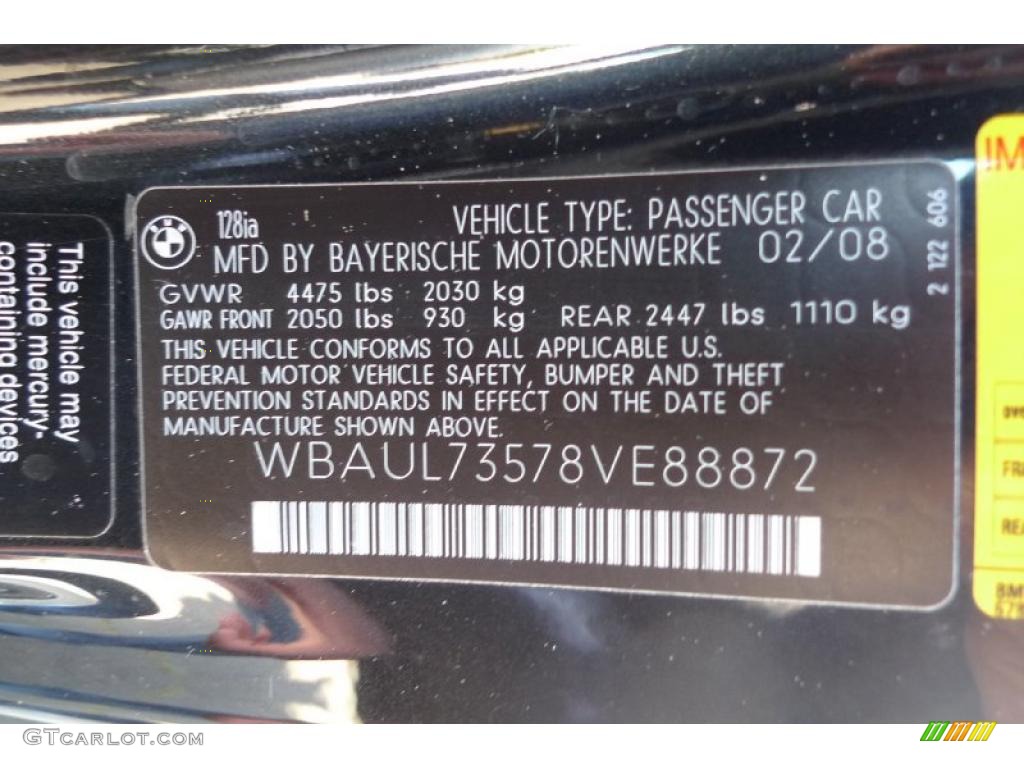 This vehicle may
include mercury-
containing devices
128ia
VEHICLE TYPE: PASSENGER CAR
MFD BY BAYERISCHE MOTORENWERKE 02/08
GVWR 4475 lbs 2030 kg
GAWR FRONT 2050 lbs 930 kg REAR 2447 lbs 1110 kg
THIS VEHICLE CONFORMS TO ALL APPLICABLE U.S.
FEDERAL MOTOR VEHICLE SAFETY, BUMPER AND THEFT
PREVENTION STANDARDS IN EFFECT ON THE DATE OF
MANUFACTURE SHOWN ABOVE.
WBAUL73578VE88872
2 122 606
GTCarLot.com